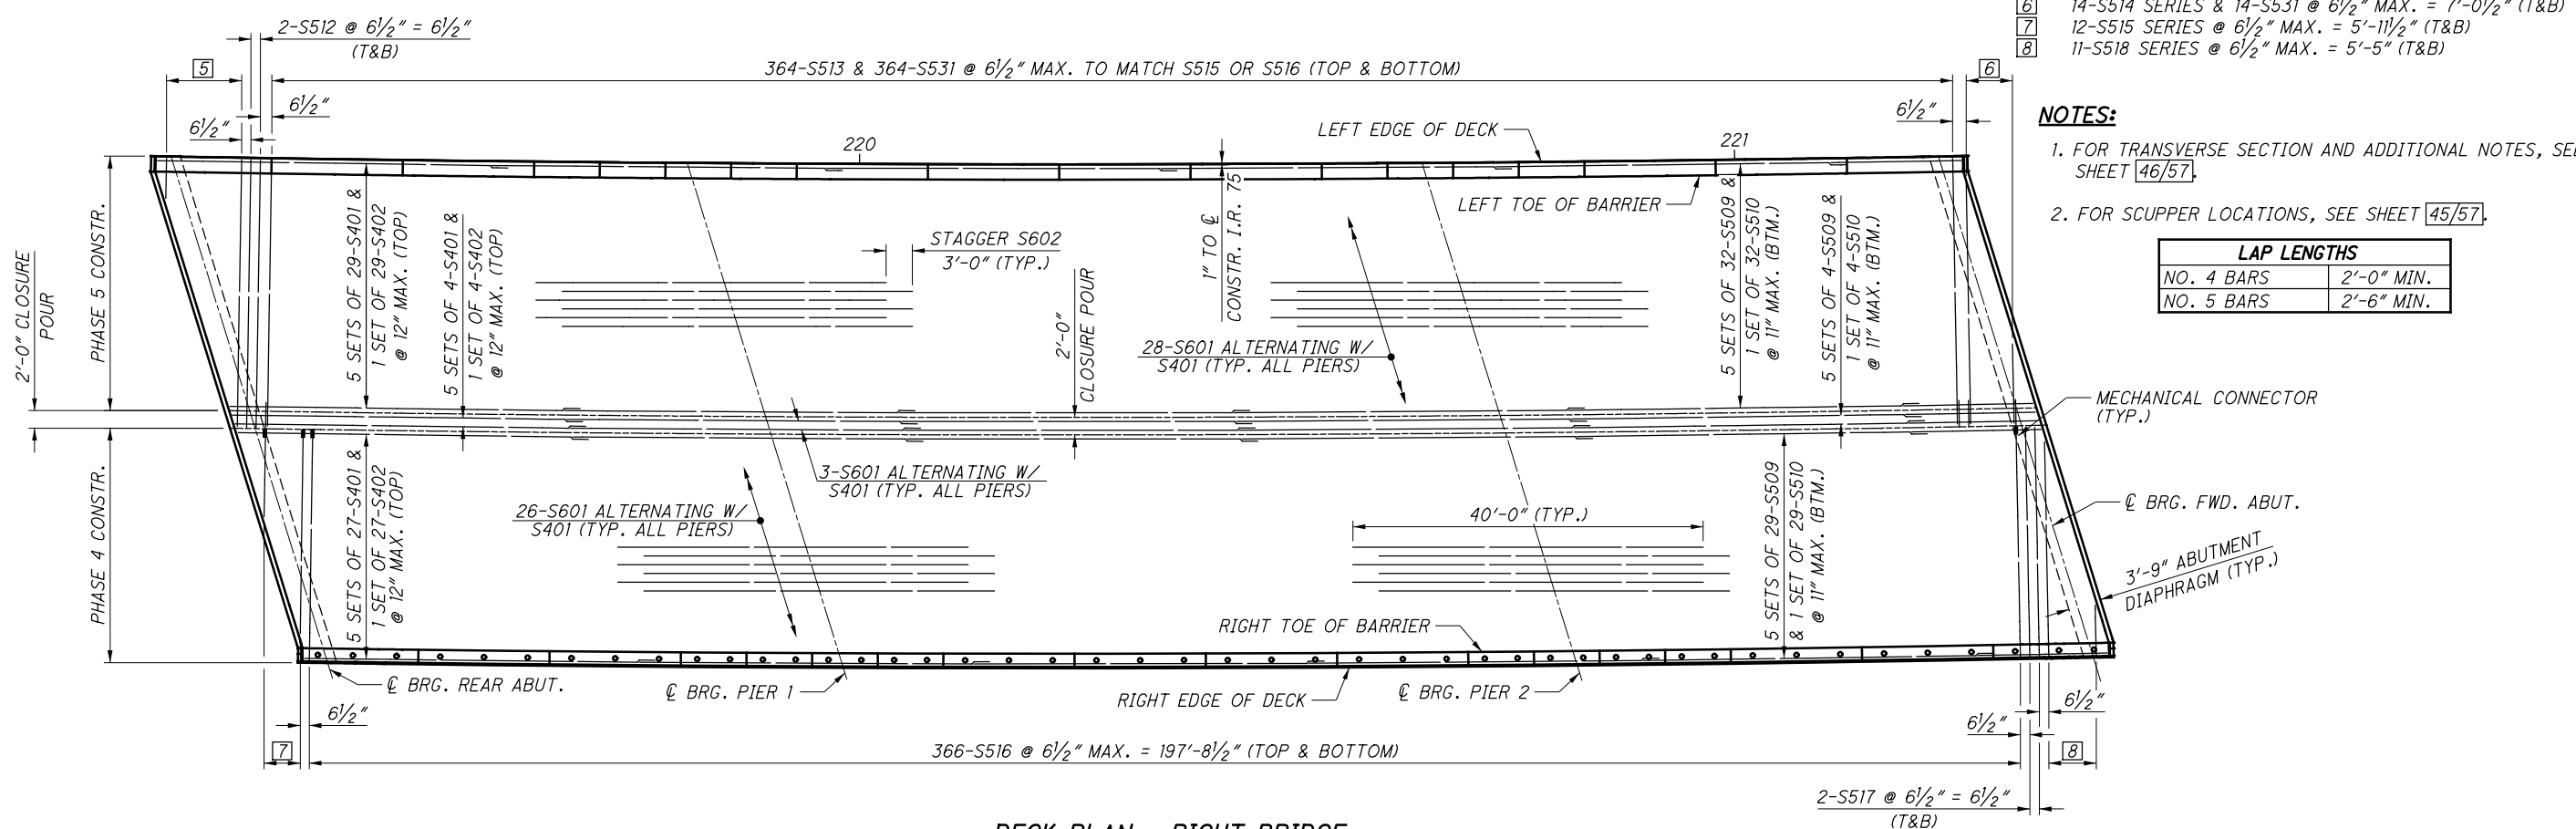 6 14-S514 SERIES & 14-S531 @ 6½" MAX. = 7'-0½" (T&B)
7 12-S515 SERIES @ 6½" MAX. = 5'-11½" (T&B)
8 11-S518 SERIES @ 6½" MAX. = 5'-5" (T&B)
2-S512 @ 6½" = 6½"
(T&B)
5
364-S513 & 364-S531 @ 6½" MAX. TO MATCH S515 OR S516 (TOP & BOTTOM)
6
6½"
6½"
6½"
NOTES:
1. FOR TRANSVERSE SECTION AND ADDITIONAL NOTES, SEE
SHEET 46/57.
2. FOR SCUPPER LOCATIONS, SEE SHEET 45/57.
LAP LENGTHS
NO. 4 BARS 2'-0" MIN.
NO. 5 BARS 2'-6" MIN.
220
LEFT EDGE OF DECK
221
LEFT TOE OF BARRIER
2'-0" CLOSURE
POUR
PHASE 5 CONSTR.
5 SETS OF 29-S401 &
1 SET OF 29-S402
@ 12" MAX. (TOP)
5 SETS OF 4-S401 &
1 SET OF 4-S402
@ 12" MAX. (TOP)
STAGGER S602
3'-0" (TYP.)
2'-0"
CLOSURE POUR
1" TO ℄
CONSTR. I.R. 75
28-S601 ALTERNATING W/
S401 (TYP. ALL PIERS)
5 SETS OF 32-S509 &
1 SET OF 32-S510
@ 11" MAX. (BTM.)
5 SETS OF 4-S509 &
1 SET OF 4-S510
@ 11" MAX. (BTM.)
MECHANICAL CONNECTOR
(TYP.)
PHASE 4 CONSTR.
5 SETS OF 27-S401 &
1 SET OF 27-S402
@ 12" MAX. (TOP)
3-S601 ALTERNATING W/
S401 (TYP. ALL PIERS)
26-S601 ALTERNATING W/
S401 (TYP. ALL PIERS)
40'-0" (TYP.)
5 SETS OF 29-S509
& 1 SET OF 29-S510
@ 11" MAX. (BTM.)
℄ BRG. FWD. ABUT.
3'-9" ABUTMENT
DIAPHRAGM (TYP.)
RIGHT TOE OF BARRIER
℄ BRG. REAR ABUT.
℄ BRG. PIER 1
RIGHT EDGE OF DECK
℄ BRG. PIER 2
6½"
6½"
6½"
7
366-S516 @ 6½" MAX. = 197'-8½" (TOP & BOTTOM)
8
2-S517 @ 6½" = 6½"
(T&B)
DECK PLAN - RIGHT BRIDGE